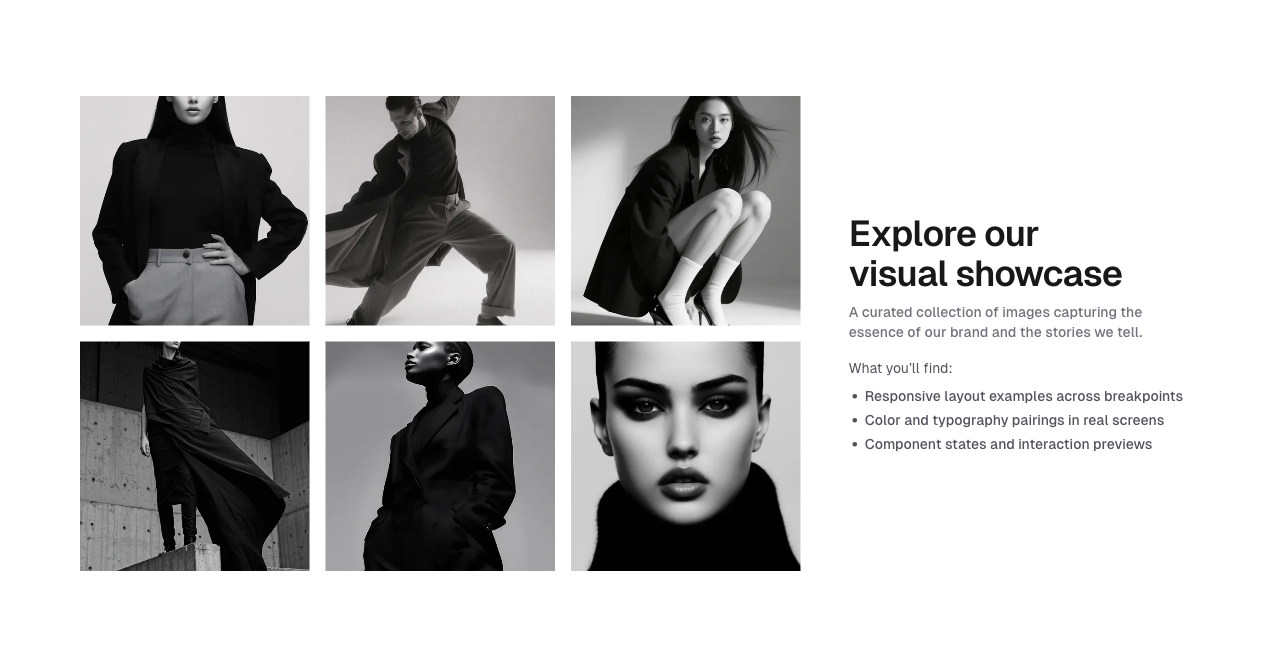 Explore our
visual showcase
A curated collection of images capturing the
essence of our brand and the stories we tell.
What you’ll find:
• Responsive layout examples across breakpoints
• Color and typography pairings in real screens
• Component states and interaction previews